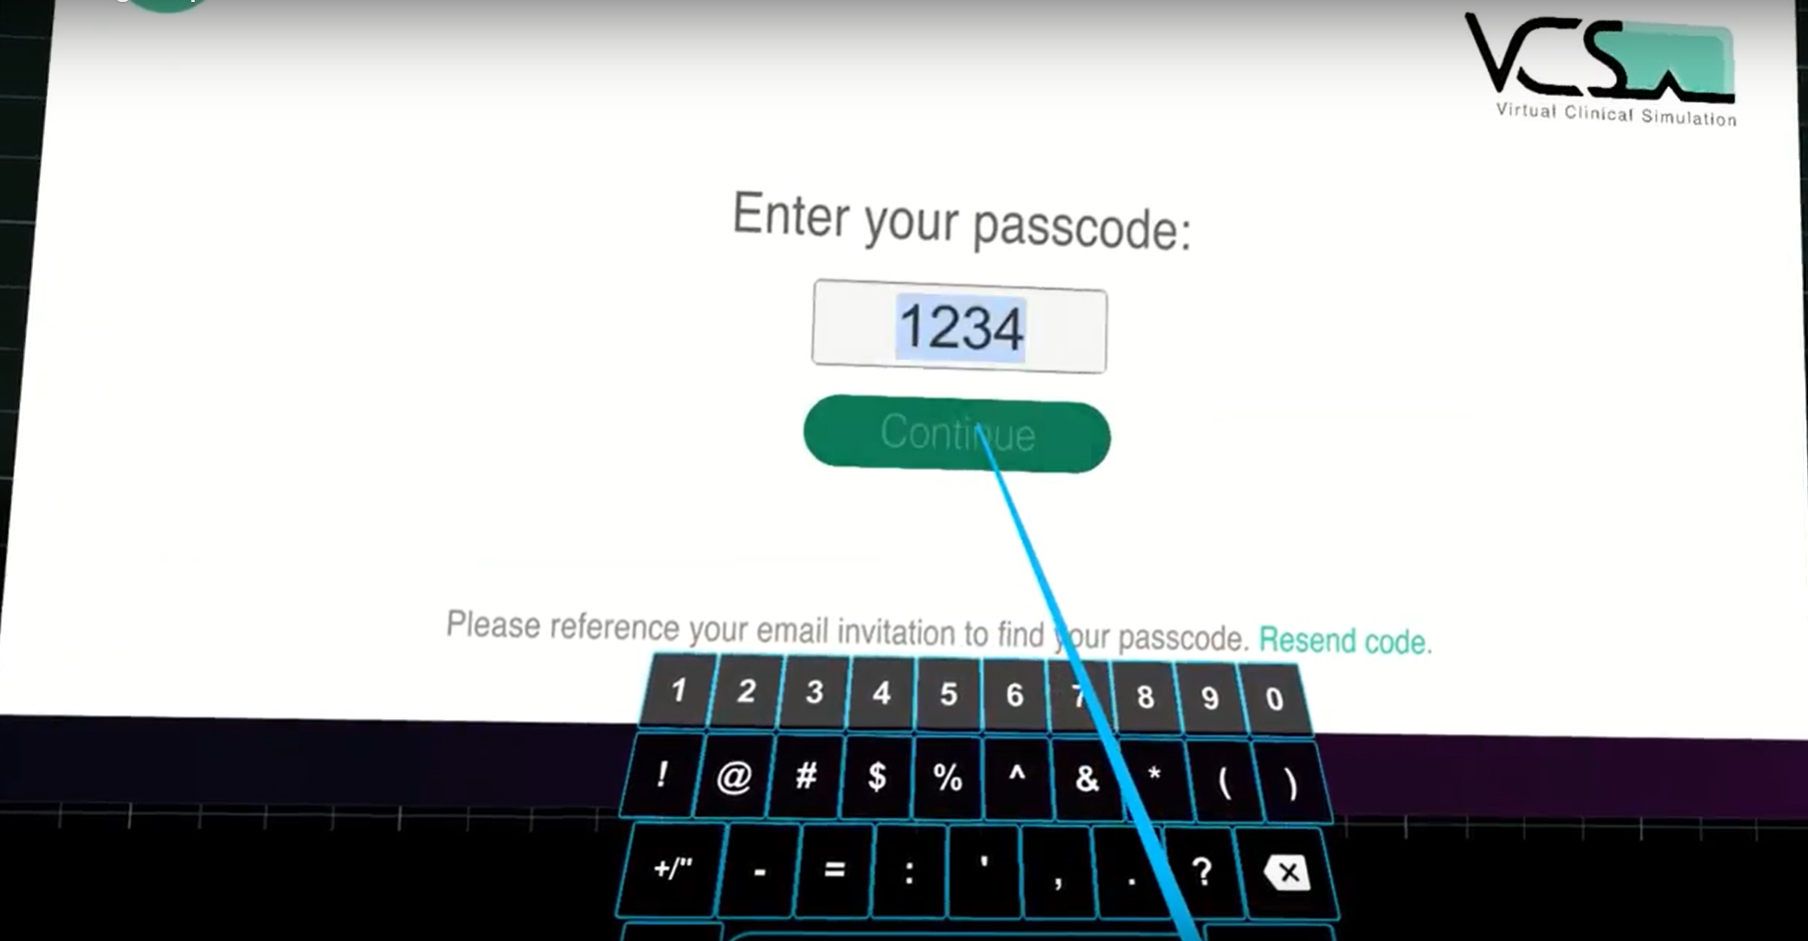 VCS
Virtual Clinical Simulation
Enter your passcode:
1234
Continue
Please reference your email invitation to find your passcode. Resend code.
1 2 3 4 5 6 7 8 9 0
! @ # $ % ^ & * ( )
+/" - = : ' , . ?